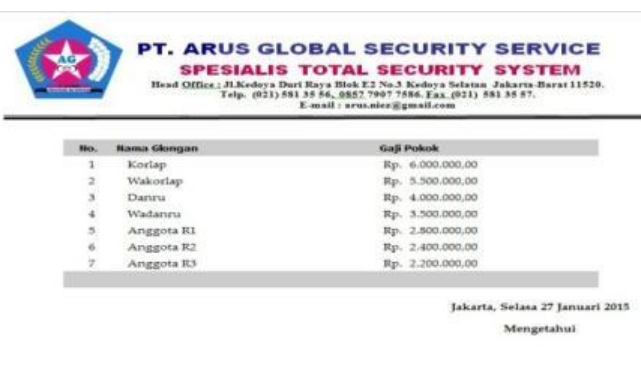 AG
PT. ARUS GLOBAL SECURITY SERVICE
SPESIALIS TOTAL SECURITY SYSTEM
Head Office : Jl.Kedoya Duri Raya Blok E2 No.3 Kedoya Selatan Jakarta-Barat 11520.
Telp. (021) 581 35 56, 0857 7907 7586. Fax (021) 581 35 57.
E-mail : arus.niez@gmail.com
No. Nama Glongan Gaji Pokok
1 Korlap Rp. 6.000.000,00
2 Wakorlap Rp. 5.500.000,00
3 Danru Rp. 4.000.000,00
4 Wadanru Rp. 3.500.000,00
5 Anggota R1 Rp. 2.800.000,00
6 Anggota R2 Rp. 2.400.000,00
7 Anggota R3 Rp. 2.200.000,00
Jakarta, Selasa 27 Januari 2015
Mengetahui